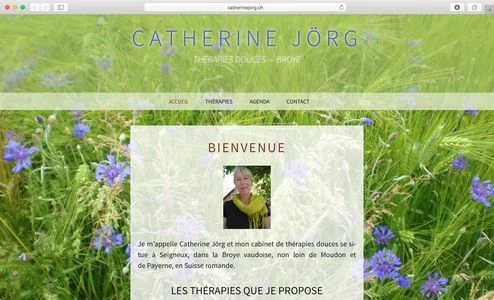 catherinejorg.ch
CATHERINE JÖRG
THÉRAPIES DOUCES – BROYE
ACCUEIL THÉRAPIES AGENDA CONTACT
BIENVENUE
Je m'appelle Catherine Jörg et mon cabinet de thérapies douces se si-
tue à Seigneux, dans la Broye vaudoise, non loin de Moudon et
de Payerne, en Suisse romande.
LES THÉRAPIES QUE JE PROPOSE